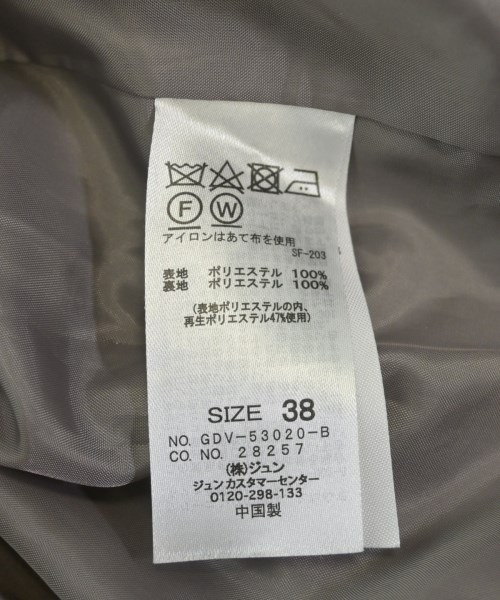 F W
アイロンはあて布を使用
SF-203
表地 ポリエステル 100%
裏地 ポリエステル 100%
(表地ポリエステルの内、
再生ポリエステル47%使用)
SIZE 38
NO. GDV-53020-B
CO. NO. 28257
(株)ジュン
ジュンカスタマーセンター
0120-298-133
中国製